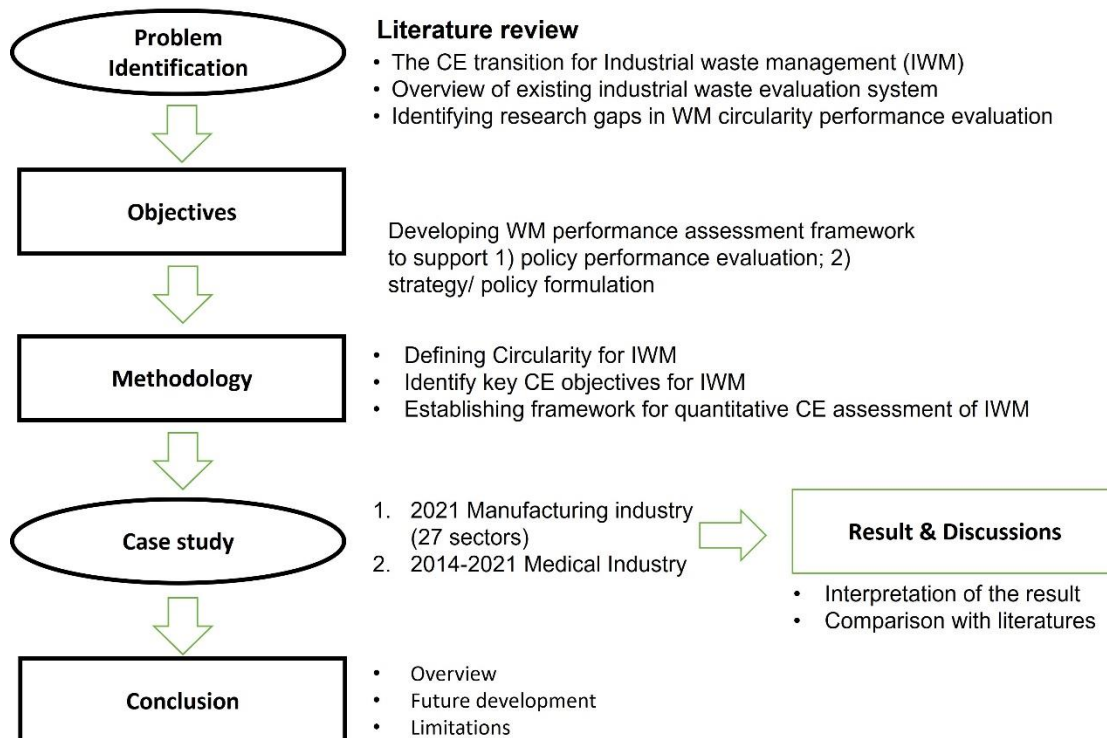 Problem
Identification
Literature review
• The CE transition for Industrial waste management (IWM)
• Overview of existing industrial waste evaluation system
• Identifying research gaps in WM circularity performance evaluation
Objectives
Developing WM performance assessment framework
to support 1) policy performance evaluation; 2)
strategy/ policy formulation
Methodology
• Defining Circularity for IWM
• Identify key CE objectives for IWM
• Establishing framework for quantitative CE assessment of IWM
Case study
1. 2021 Manufacturing industry
(27 sectors)
2. 2014-2021 Medical Industry
Result & Discussions
• Interpretation of the result
• Comparison with literatures
Conclusion
• Overview
• Future development
• Limitations